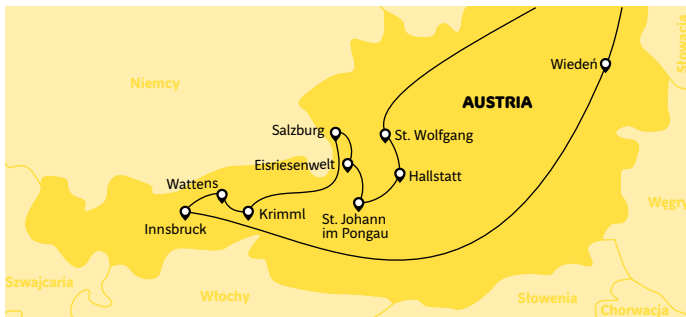 Słowacja
Wiedeń
Niemcy
AUSTRIA
Salzburg
St. Wolfgang
Eisriesenwelt
Hallstatt
Wattens
Krimml
St. Johann
im Pongau
Innsbruck
Węgry
Szwajcaria
Włochy
Słowenia
Chorwacja